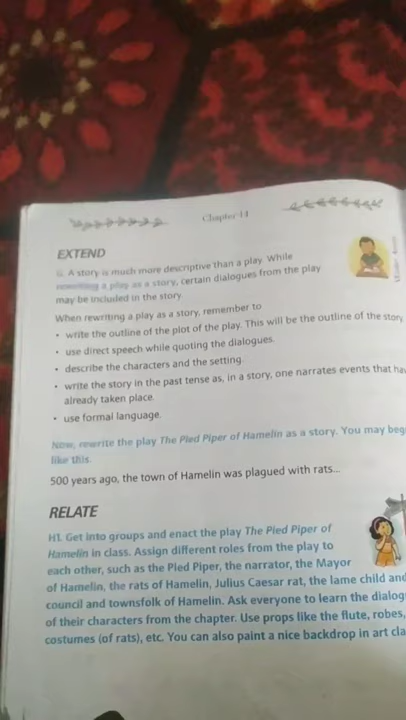 Chapter-14
EXTEND
G. A story is much more descriptive than a play. While
rewriting a play as a story, certain dialogues from the play
may be included in the story
When rewriting a play as a story, remember to
• write the outline of the plot of the play. This will be the outline of the story
• use direct speech while quoting the dialogues.
• describe the characters and the setting.
• write the story in the past tense as, in a story, one narrates events that
already taken place.
• use formal language.
Now, rewrite the play The Pied Piper of Hamelin as a story. You may
like this.
500 years ago, the town of Hamelin was plagued with rats...
RELATE
H1. Get into groups and enact the play The Pied Piper of
Hamelin in class. Assign different roles from the play to
each other, such as the Pied Piper, the narrator, the Mayor
of Hamelin, the rats of Hamelin, Julius Caesar rat, the lame child and
council and townsfolk of Hamelin. Ask everyone to learn the
of their characters from the chapter. Use props like the flute, robes,
costumes (of rats), etc. You can also paint a nice backdrop in art